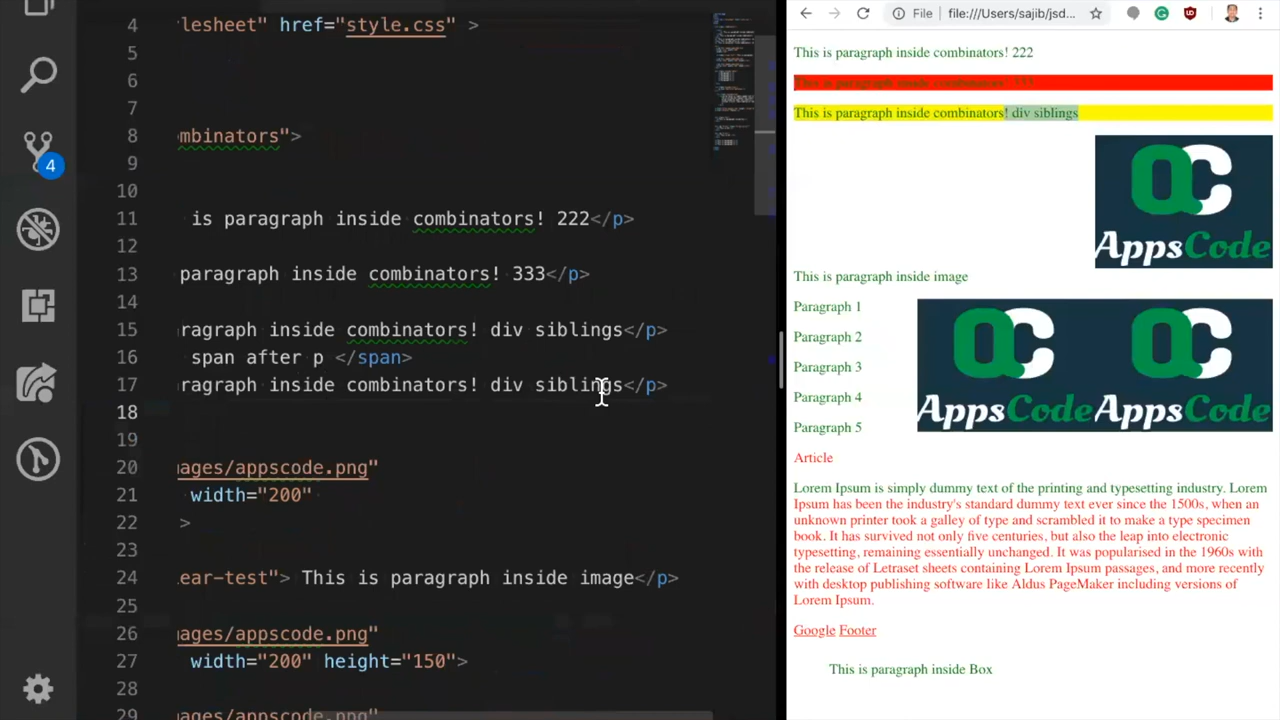 4 lesheet" href="style.css" >
5
6
7
8 mbinators">
9
10
11 is paragraph inside combinators! 222</p>
12
13 paragraph inside combinators! 333</p>
14
15 ragraph inside combinators! div siblings</p>
16 span after p </span>
17 ragraph inside combinators! div siblings</p>
18
19
20 ages/appscode.png"
21 width="200"
22 >
23
24 ear-test"> This is paragraph inside image</p>
25
26 ages/appscode.png"
27 width="200" height="150">
28
29 ages/appscode.png"
4
File
file:///Users/sajib/jsd...
This is paragraph inside combinators! 222
This is paragraph inside combinators! 333
This is paragraph inside combinators! div siblings
AppsCode
This is paragraph inside image
Paragraph 1
Paragraph 2
Paragraph 3
Paragraph 4
Paragraph 5
AppsCode AppsCode
Article
Lorem Ipsum is simply dummy text of the printing and typesetting industry. Lorem
Ipsum has been the industry's standard dummy text ever since the 1500s, when an
unknown printer took a galley of type and scrambled it to make a type specimen
book. It has survived not only five centuries, but also the leap into electronic
typesetting, remaining essentially unchanged. It was popularised in the 1960s with
the release of Letraset sheets containing Lorem Ipsum passages, and more recently
with desktop publishing software like Aldus PageMaker including versions of
Lorem Ipsum.
Google Footer
This is paragraph inside Box